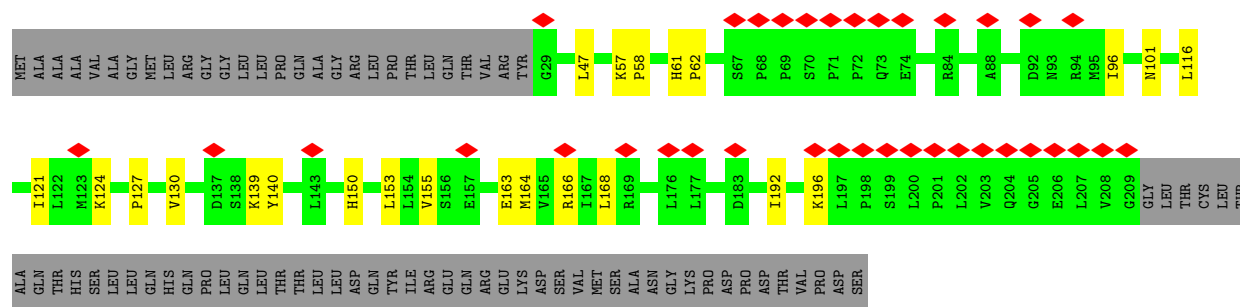 MET ALA ALA ALA VAL ALA GLY MET LEU ARG GLY GLY LEU LEU PRO GLN ALA GLY ARG LEU PRO THR LEU GLN THR VAL ARG TYR G29 L47 K57 P58 H61 P62 S67 P68 P69 S70 P71 P72 Q73 E74 R84 A88 D92 N93 R94 M95 I96 N101 L116
I121 L122 M123 K124 P127 V130 D137 S138 K139 Y140 L143 H150 L153 L154 V155 S156 E157 E163 M164 V165 R166 I167 L168 R169 L176 L177 D183 I192 K196 L197 P198 S199 L200 P201 L202 V203 Q204 G205 E206 L207 V208 G209 GLY LEU THR CYS LEU THR
ALA GLN THR HIS SER LEU LEU GLN HIS GLN PRO LEU GLN LEU THR THR LEU LEU ASP GLN TYR ILE ARG GLU GLN ARG GLU LYS ASP SER VAL MET SER ALA ASN GLY LYS PRO ASP PRO ASP THR VAL PRO ASP SER